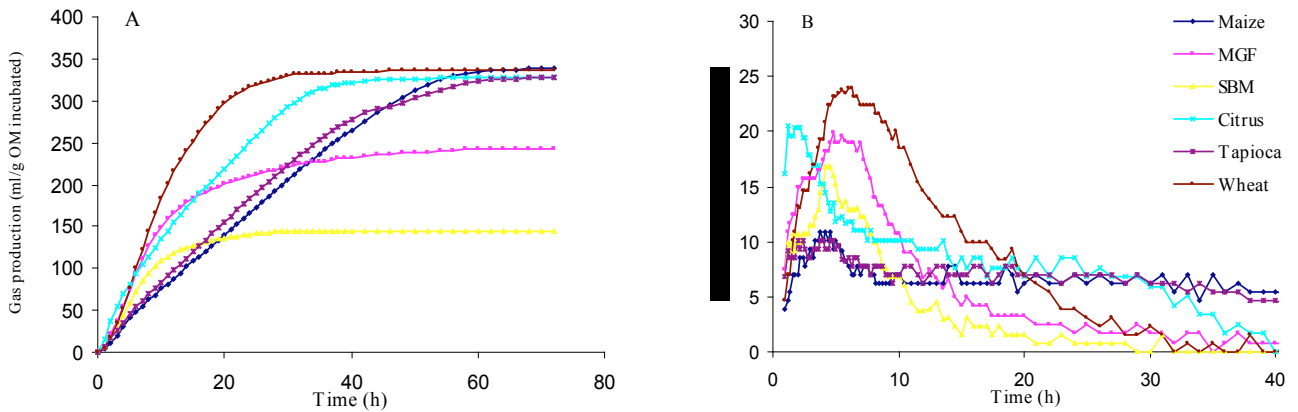 A
400
350
300
250
200
150
100
50
0
0 20 40 60 80
Time (h)
Gas production (ml/g OM incubated)
B
30
25
20
15
10
5
0
0 10 20 30 40
Time (h)
Maize
MGF
SBM
Citrus
Tapioca
Wheat